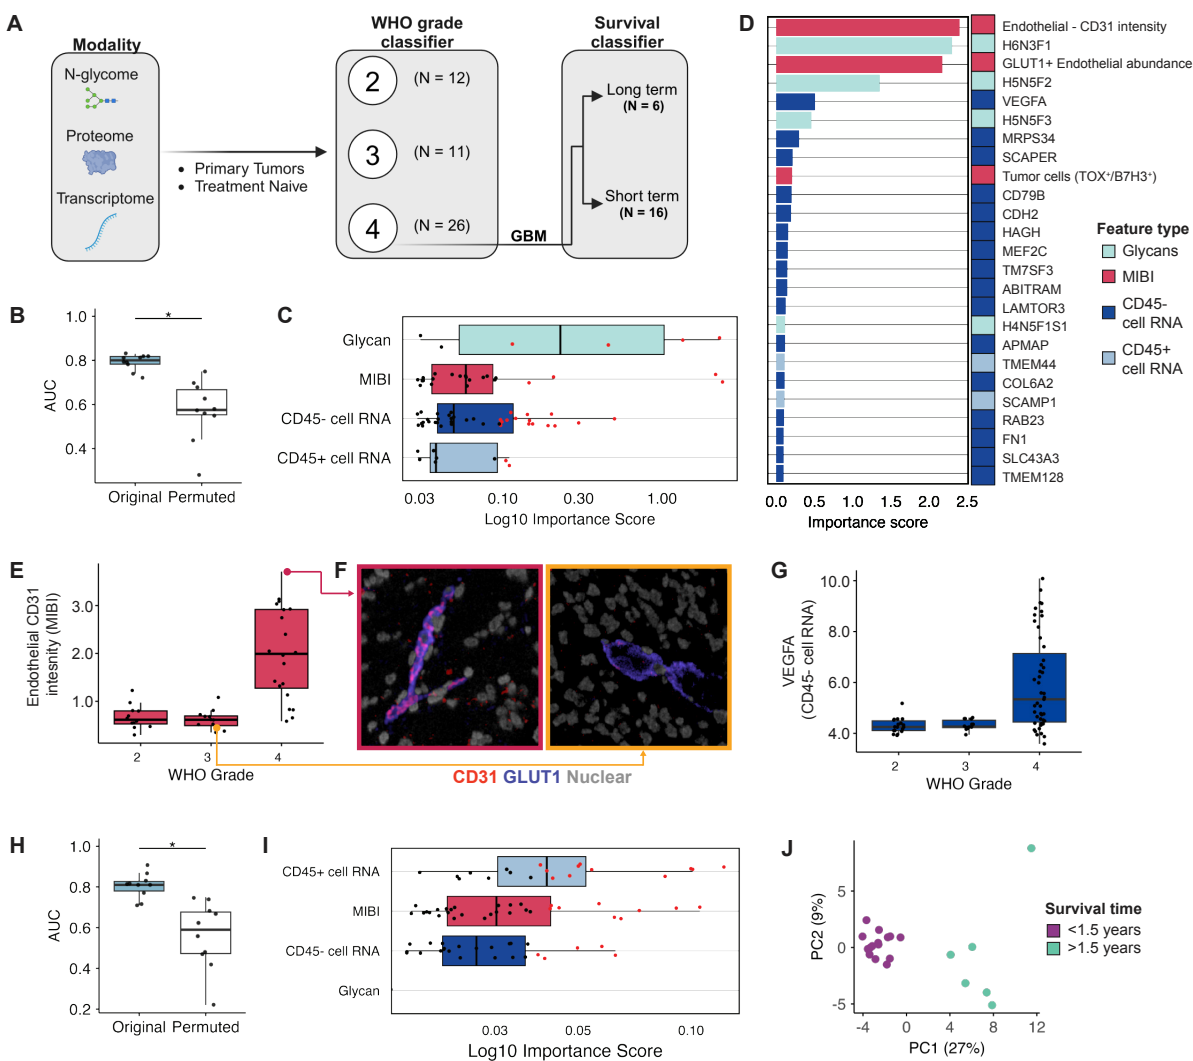 A
Modality
N-glycome
Proteome
Transcriptome
Primary Tumors
Treatment Naive
WHO grade
classifier
2
(N = 12)
3
(N = 11)
4
(N = 26)
GBM
Survival
classifier
Long term
(N = 6)
Short term
(N = 16)
B
AUC
1.0
0.8
0.6
0.4
*
Original
Permuted
C
Glycan
MIBI
CD45- cell RNA
CD45+ cell RNA
0.03
0.10
0.30
1.00
Log10 Importance Score
D
Endothelial - CD31 intensity
H6N3F1
GLUT1+ Endothelial abundance
H5N5F2
VEGFA
H5N5F3
MRPS34
SCAPER
Tumor cells (TOX⁺/B7H3⁺)
CD79B
CDH2
HAGH
MEF2C
TM7SF3
ABITRAM
LAMTOR3
H4N5F1S1
APMAP
TMEM44
COL6A2
SCAMP1
RAB23
FN1
SLC43A3
TMEM128
0.0
0.5
1.0
1.5
2.0
2.5
Importance score
Feature type
Glycans
MIBI
CD45-
cell RNA
CD45+
cell RNA
E
Endothelial CD31
intesnity (MIBI)
3.0
2.0
1.0
2
3
4
WHO Grade
F
CD31 GLUT1 Nuclear
G
VEGFA
(CD45- cell RNA)
10.0
8.0
6.0
4.0
2
3
4
WHO Grade
H
AUC
1.0
0.8
0.6
0.4
0.2
*
Original
Permuted
I
CD45+ cell RNA
MIBI
CD45- cell RNA
Glycan
0.03
0.05
0.10
Log10 Importance Score
J
PC2 (9%)
5
0
-5
-4
0
4
8
12
PC1 (27%)
Survival time
<1.5 years
>1.5 years